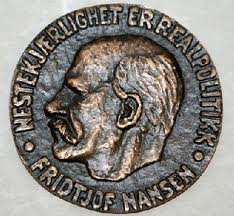 NESTEKJÆRLIGHET ER REALPOLITIKK
FRIDTJOF NANSEN